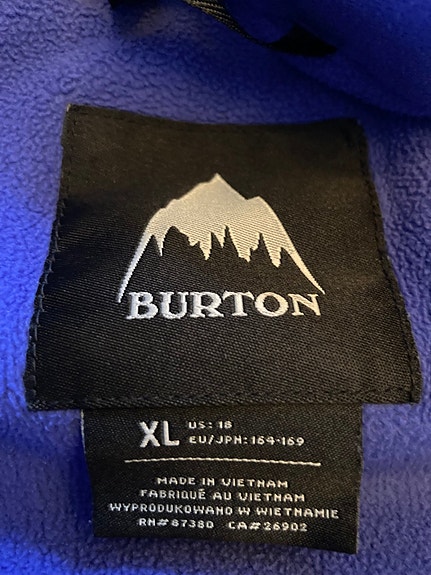 BURTON
XL US: 18
EU/JPN: 164-169
MADE IN VIETNAM
FABRIQUÉ AU VIETNAM
WYPRODUKOWANO W WIETNAMIE
RN#87380 CA#26902